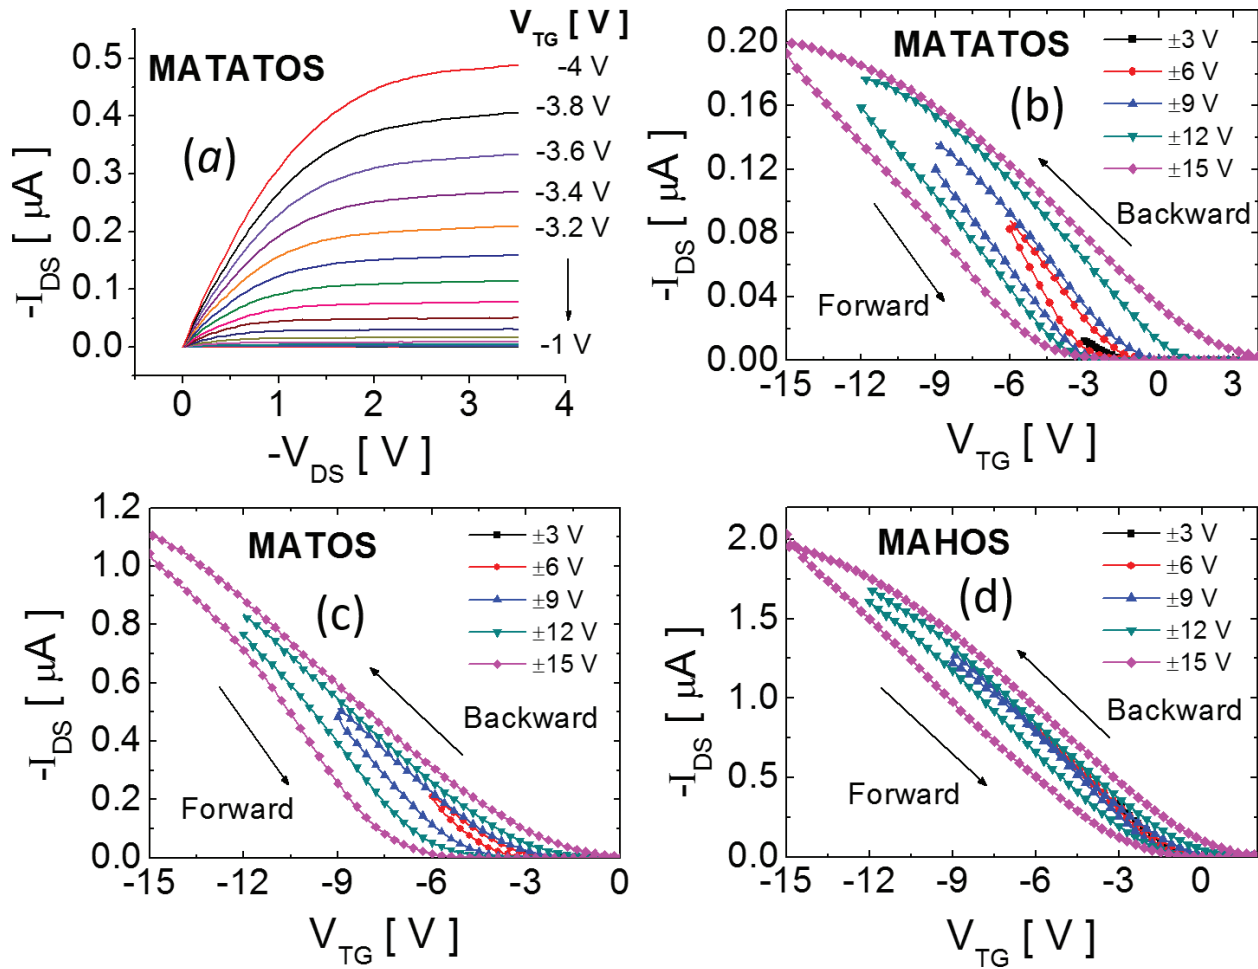 V_TG [ V ]
MATATOS
(a)
-4 V
-3.8 V
-3.6 V
-3.4 V
-3.2 V
-1 V
0.5
0.4
0.3
0.2
0.1
0.0
-I_DS [ μA ]
0 1 2 3 4
-V_DS [ V ]
MATATOS
(b)
±3 V
±6 V
±9 V
±12 V
±15 V
Backward
Forward
0.20
0.16
0.12
0.08
0.04
0.00
-I_DS [ μA ]
-15 -12 -9 -6 -3 0 3
V_TG [ V ]
MATOS
(c)
±3 V
±6 V
±9 V
±12 V
±15 V
Backward
Forward
1.2
1.0
0.8
0.6
0.4
0.2
0.0
-I_DS [ μA ]
-15 -12 -9 -6 -3 0
V_TG [ V ]
MAHOS
(d)
±3 V
±6 V
±9 V
±12 V
±15 V
Backward
Forward
2.0
1.5
1.0
0.5
0.0
-I_DS [ μA ]
-15 -12 -9 -6 -3 0
V_TG [ V ]